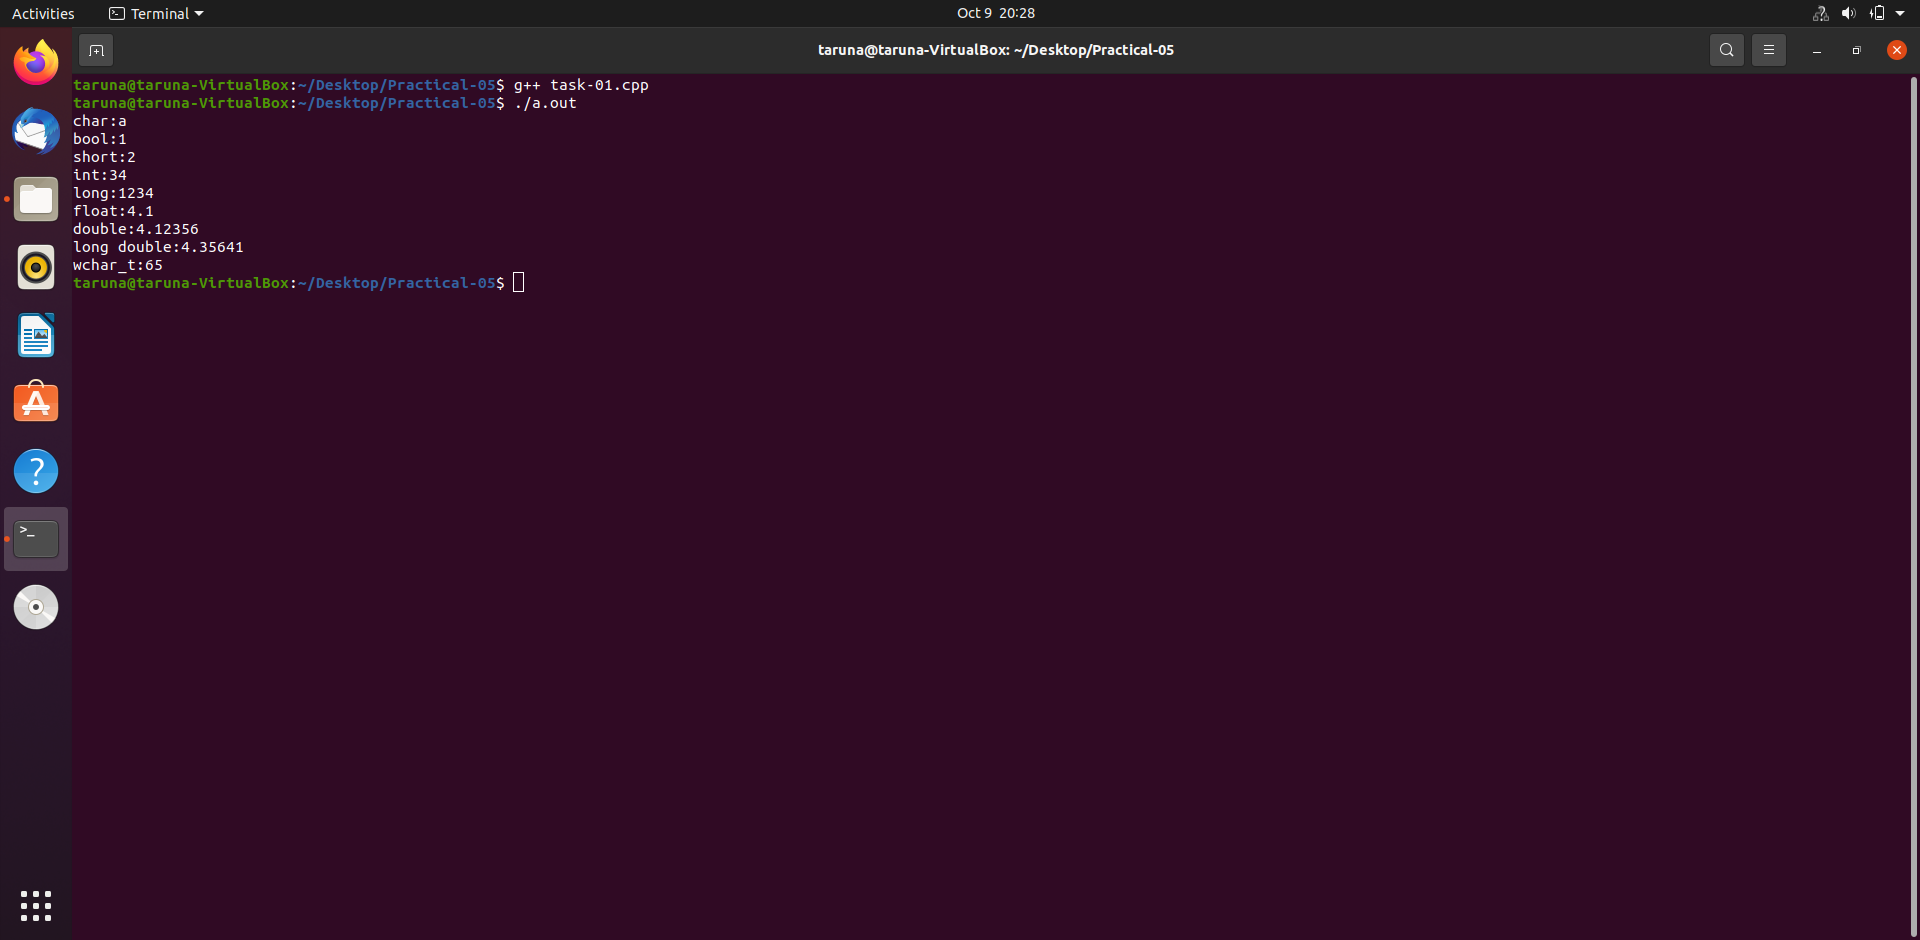 Activities Terminal Oct 9 20:28
taruna@taruna-VirtualBox: ~/Desktop/Practical-05
taruna@taruna-VirtualBox:~/Desktop/Practical-05$ g++ task-01.cpp
taruna@taruna-VirtualBox:~/Desktop/Practical-05$ ./a.out
char:a
bool:1
short:2
int:34
long:1234
float:4.1
double:4.12356
long double:4.35641
wchar_t:65
taruna@taruna-VirtualBox:~/Desktop/Practical-05$